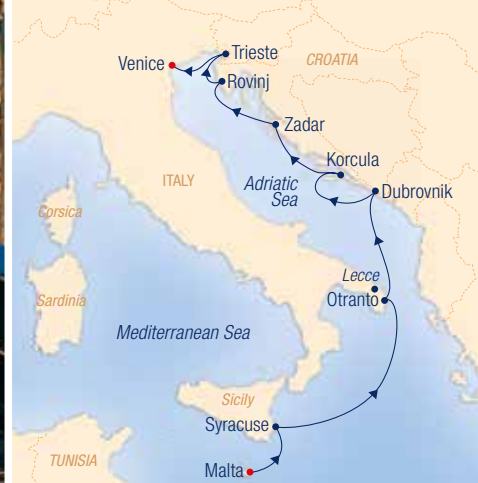 Trieste
CROATIA
Venice
Rovinj
Zadar
Korcula
ITALY
Adriatic
Sea
Dubrovnik
Corsica
Lecce
Sardinia
Otranto
Mediterranean Sea
Sicily
Syracuse
TUNISIA
Malta